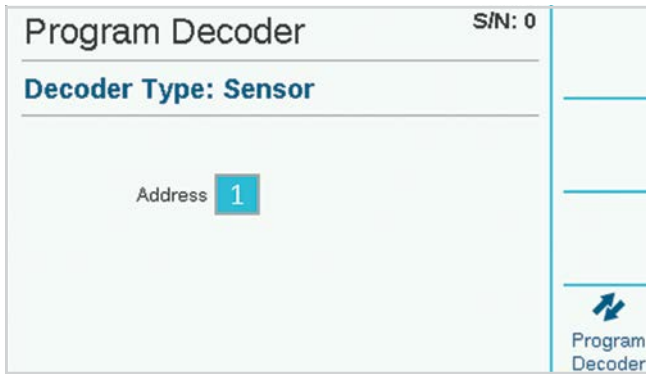 Program Decoder
S/N: 0
Decoder Type: Sensor
Address 1
Program
Decoder